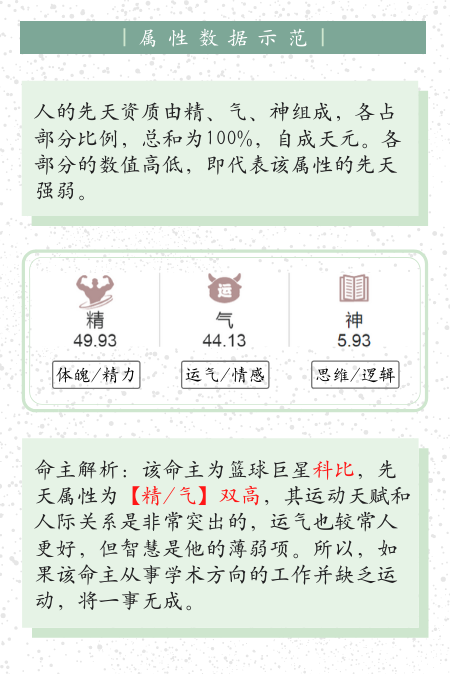 属性数据示范
人的先天资质由精、气、神组成，各占
部分比例，总和为100%，自成天元。各
部分的数值高低，即代表该属性的先天
强弱。
运
精 气 神
49.93 44.13 5.93
体魄/精力 运气/情感 思维/逻辑
命主解析：该命主为篮球巨星科比，先
天属性为【精/气】双高，其运动天赋和
人际关系是非常突出的，运气也较常人
更好，但智慧是他的薄弱项。所以，如
果该命主从事学术方向的工作并缺乏运
动，将一事无成。